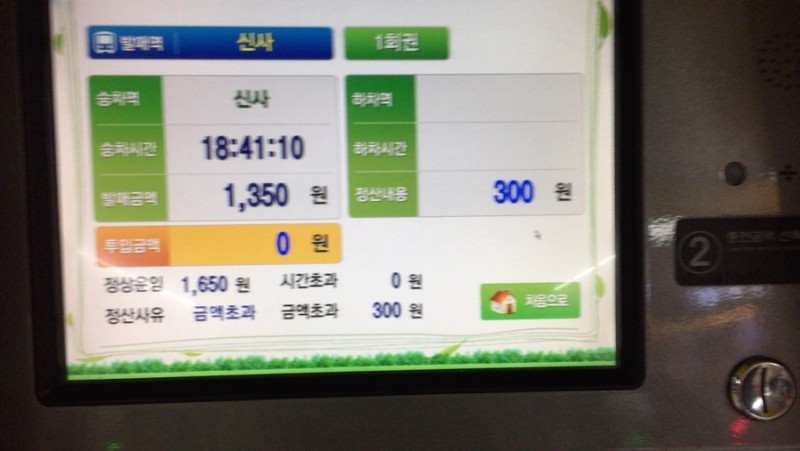 발매역 신사 1회권
승차역 신사 하차역
승차시간 18:41:10 하차시간
발매금액 1,350 원 정산내용 300 원
투입금액 0 원
정상운임 1,650 원 시간초과 0 원
정산사유 금액초과 금액초과 300 원
처음으로
2